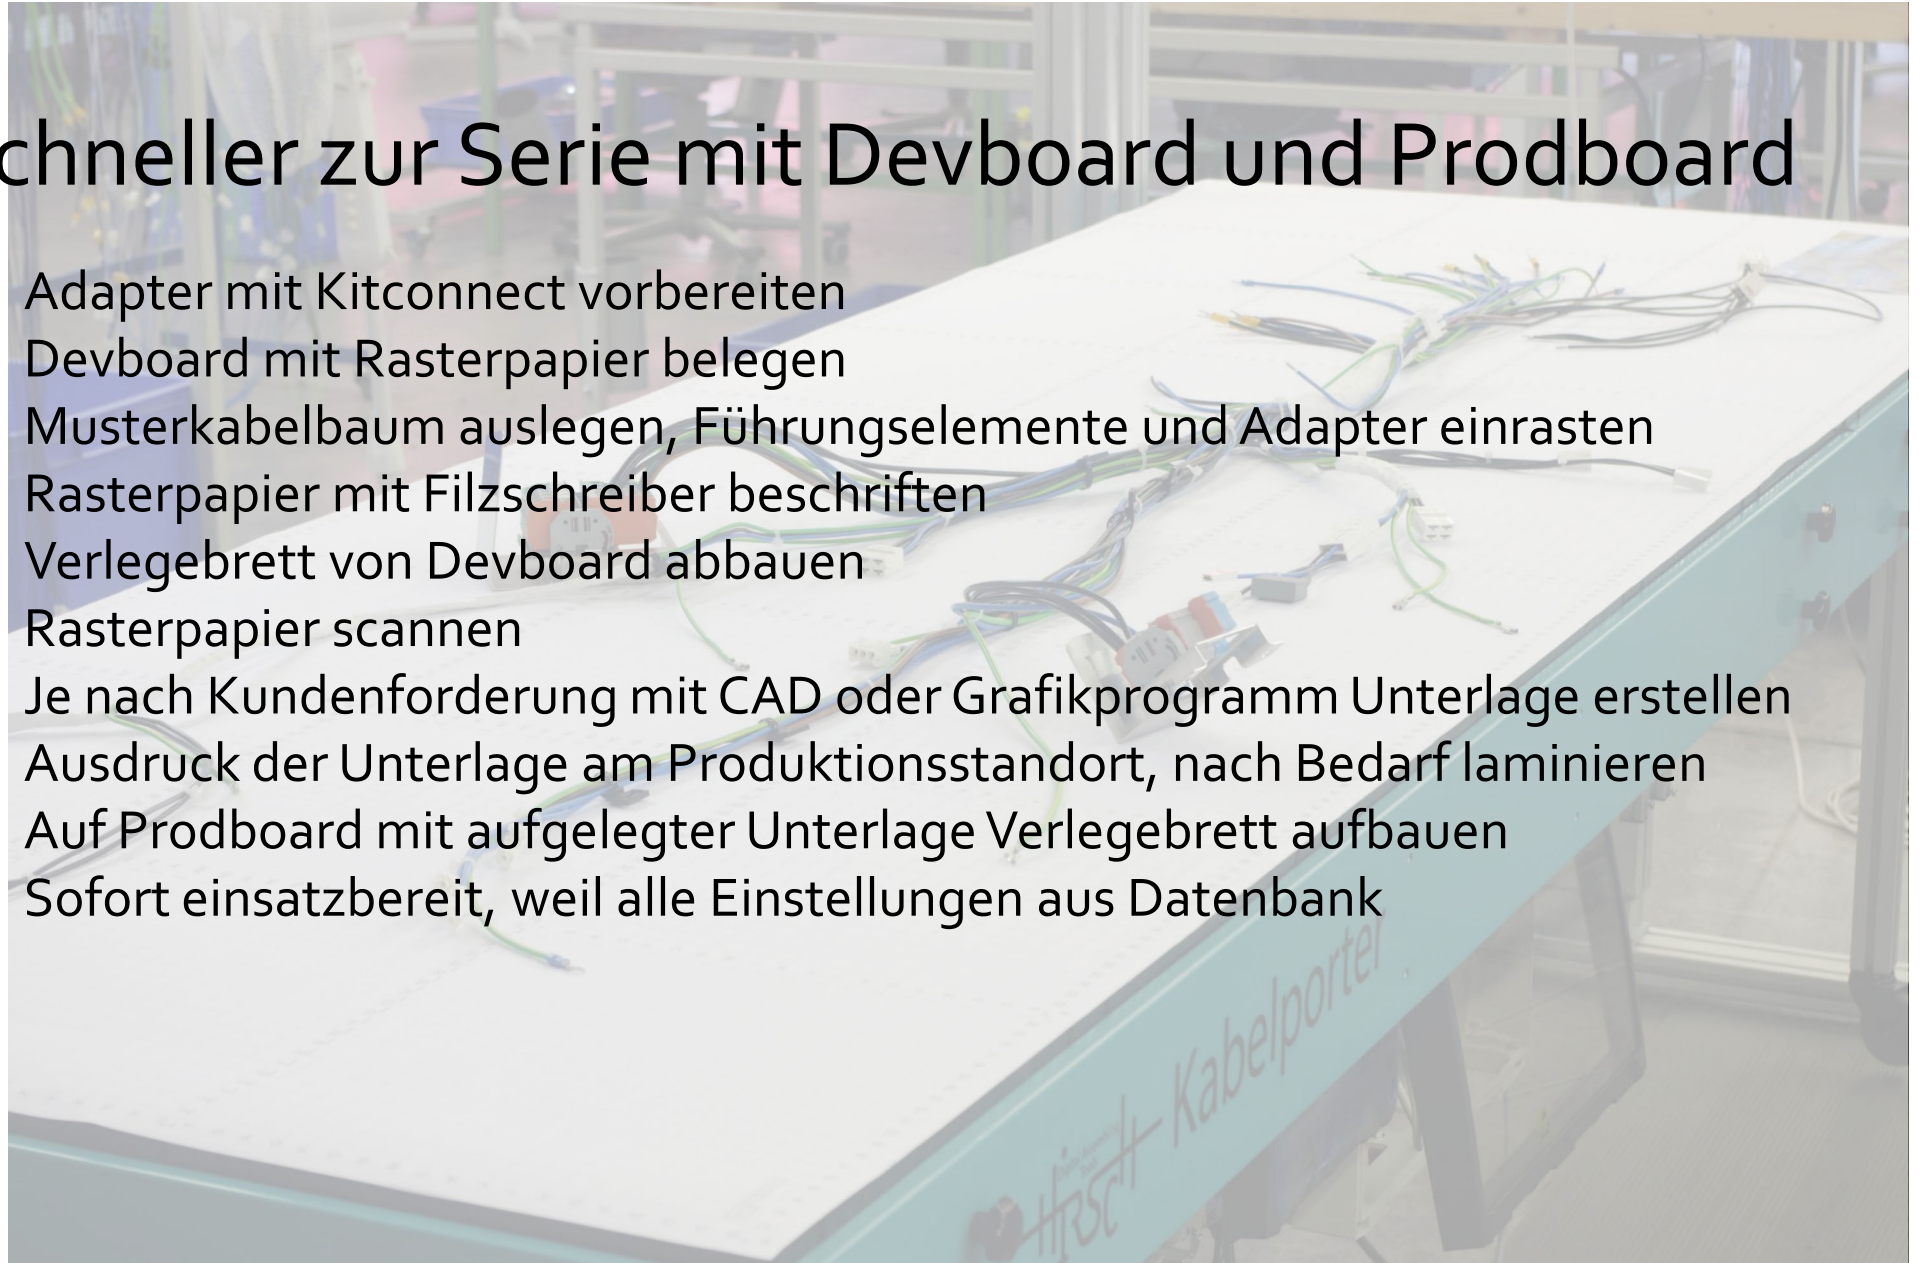 chneller zur Serie mit Devboard und Prodboard
Adapter mit Kitconnect vorbereiten
Devboard mit Rasterpapier belegen
Musterkabelbaum auslegen, Führungselemente und Adapter einrasten
Rasterpapier mit Filzschreiber beschriften
Verlegebrett von Devboard abbauen
Rasterpapier scannen
Je nach Kundenforderung mit CAD oder Grafikprogramm Unterlage erstellen
Ausdruck der Unterlage am Produktionsstandort, nach Bedarf laminieren
Auf Prodboard mit aufgelegter Unterlage Verlegebrett aufbauen
Sofort einsatzbereit, weil alle Einstellungen aus Datenbank
HIRSCH Kabelporter